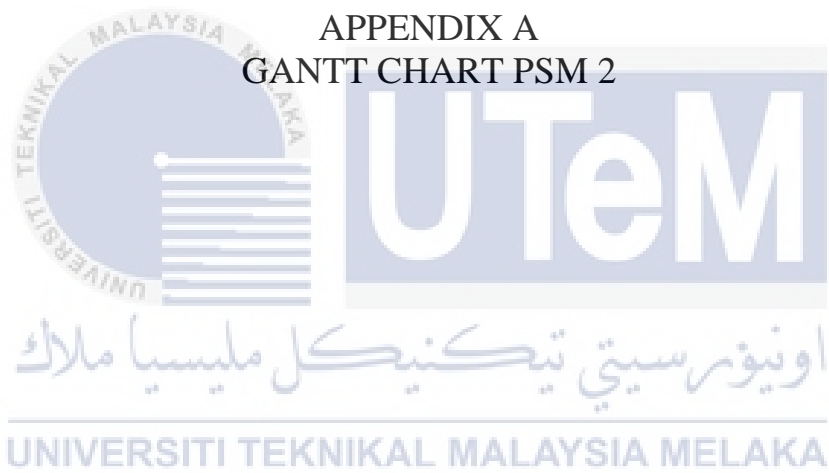 APPENDIX A
GANTT CHART PSM 2
UNIVERSITI TEKNIKAL MALAYSIA MELAKA
UTeM
اونيۏرسيتي تيكنيكل مليسيا ملاك
UNIVERSITI TEKNIKAL MALAYSIA MELAKA